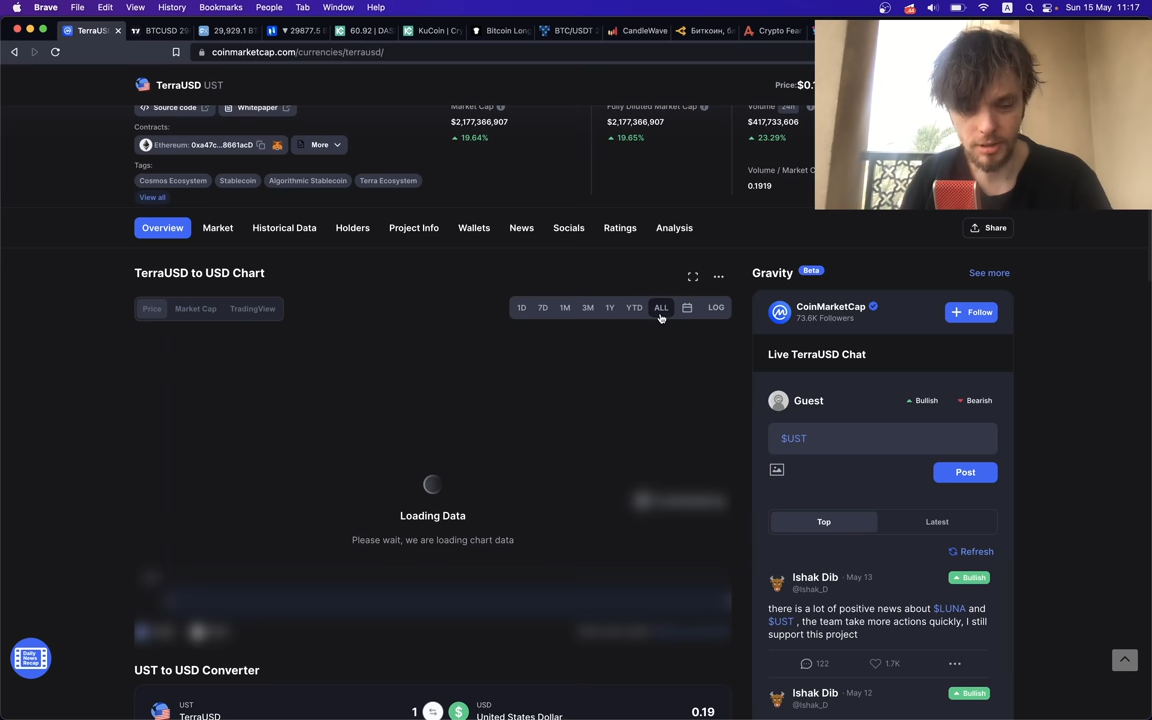 Brave File Edit View History Bookmarks People Tab Window Help A Sun 15 May 11:17
TerraUS BTCUSD 29 29,929.1 BT ▼ 29877.5 60.92 | DAS KuCoin | Cry Bitcoin Long BTC/USDT 2 CandleWave Биткоин, б Crypto Fear
coinmarketcap.com/currencies/terrausd/
TerraUSD UST Price: $0.1
Source code Whitepaper Market Cap Fully Diluted Market Cap Volume 24h
$2,177,366,907 $2,177,366,907 $417,733,606
Contracts: 19.64% 19.65% 23.29%
Ethereum: 0xa47c...8661acD More
Tags: Volume / Market
Cosmos Ecosystem Stablecoin Algorithmic Stablecoin Terra Ecosystem 0.1919
View all
Overview Market Historical Data Holders Project Info Wallets News Socials Ratings Analysis Share
TerraUSD to USD Chart
Price Market Cap TradingView 1D 7D 1M 3M 1Y YTD ALL LOG
Loading Data
Please wait, we are loading chart data
Daily News Recap
UST to USD Converter
UST
TerraUSD 1
USD
United States Dollar 0.19
Gravity Beta See more
CoinMarketCap
73.6K Followers
Follow
Live TerraUSD Chat
Guest Bullish Bearish
$UST
Post
Top Latest
Refresh
Ishak Dib · May 13 Bullish
@Ishak_D
there is a lot of positive news about $LUNA and
$UST , the team take more actions quickly, I still
support this project
122 1.7K
Ishak Dib · May 12 Bullish
@Ishak_D